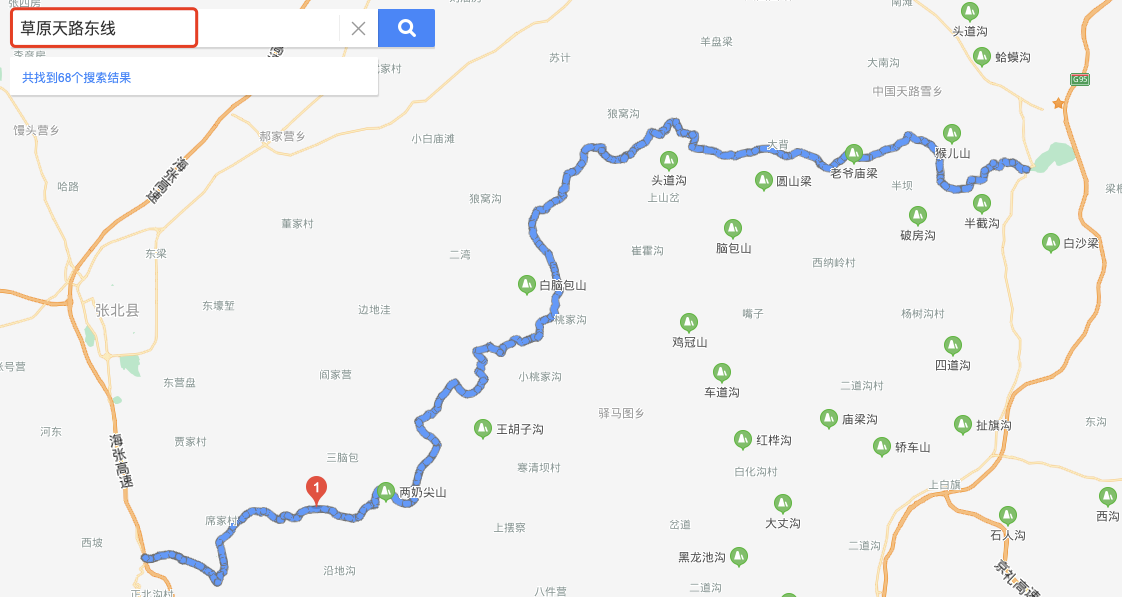 南滩
草原天路东线
头道沟
羊盘梁
苏计
蛤蟆沟
大南沟
共找到68个搜索结果
G95
中国天路雪乡
狼窝沟
馒头营乡
郝家营乡
小白庙滩
大背
猴儿山
海张高速
老爷庙梁
头道沟
圆山梁
哈路
半坝
上山岔
狼窝沟
半截沟
董家村
破房沟
白沙梁
脑包山
崔霍沟
东梁
二湾
西纳岭村
白脑包山
东壕堑
张北县
边地洼
嘴子
杨树沟村
桃家沟
鸡冠山
四道沟
阎家营
小桃家沟
东营盘
二道沟村
车道沟
驿马图乡
庙梁沟
东沟
扯旗沟
王胡子沟
河东
贾家村
红桦沟
轿车山
海张高速
三脑包
寒清坝村
白化沟村
上白旗
两奶尖山
1
西沟
席家村
大丈沟
岔道
上摆察
石人沟
西坡
二道沟
黑龙池沟
沿地沟
京礼高速
二道沟
八件营
正北沟村